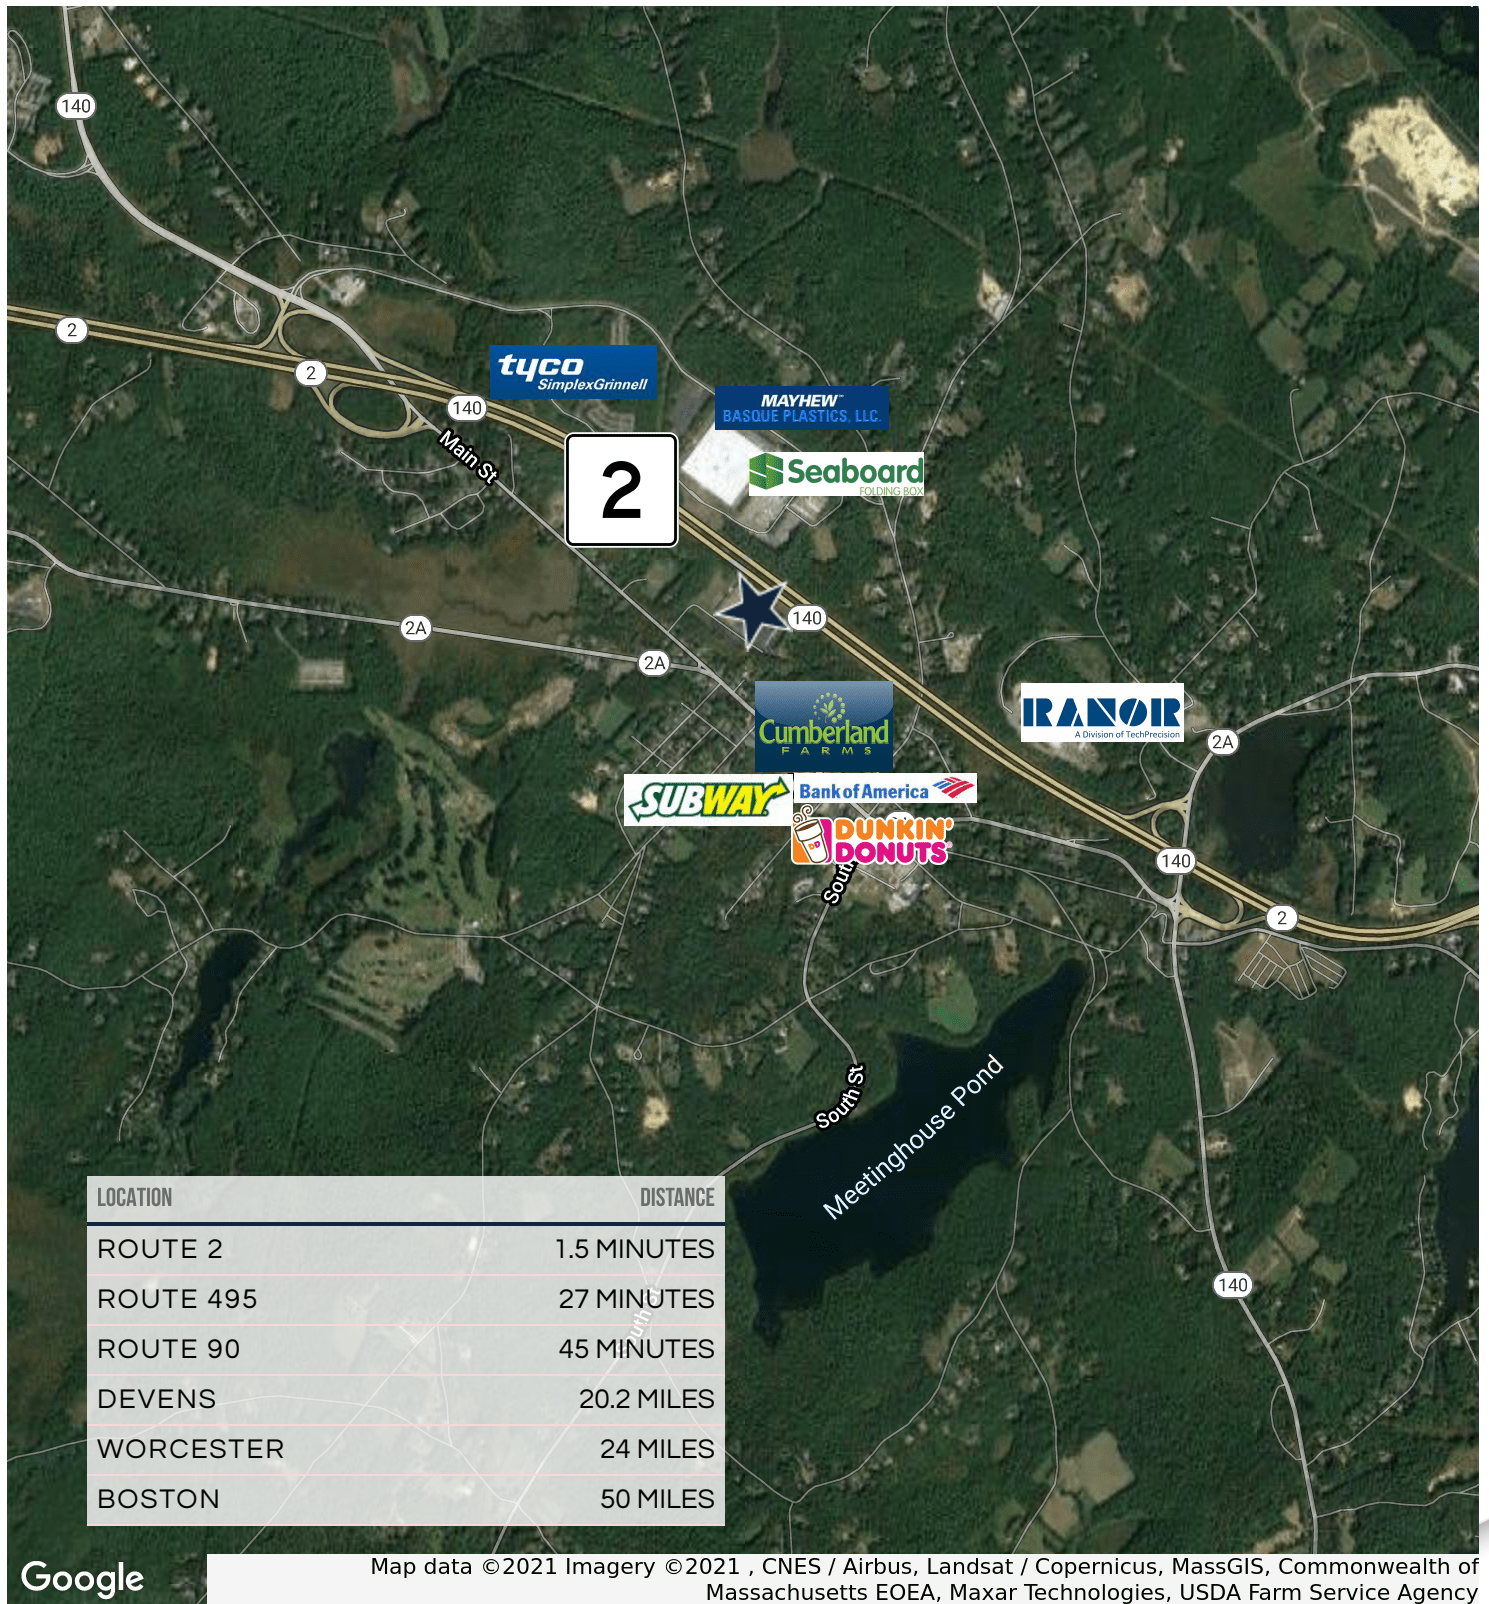 140
2
2
140
tyco
SimplexGrinnell
MAYHEW™
BASQUE PLASTICS, LLC.
Main St
2
Seaboard
FOLDING BOX
140
2A
2A
Cumberland
FARMS
RANOR
A Division of TechPrecision
2A
SUBWAY
Bank of America
DUNKIN'
DONUTS
DD
140
South
2
South St
Meetinghouse Pond
140
LOCATION DISTANCE
ROUTE 2 1.5 MINUTES
ROUTE 495 27 MINUTES
ROUTE 90 45 MINUTES
DEVENS 20.2 MILES
WORCESTER 24 MILES
BOSTON 50 MILES
Google
Map data ©2021 Imagery ©2021 , CNES / Airbus, Landsat / Copernicus, MassGIS, Commonwealth of
Massachusetts EOEA, Maxar Technologies, USDA Farm Service Agency